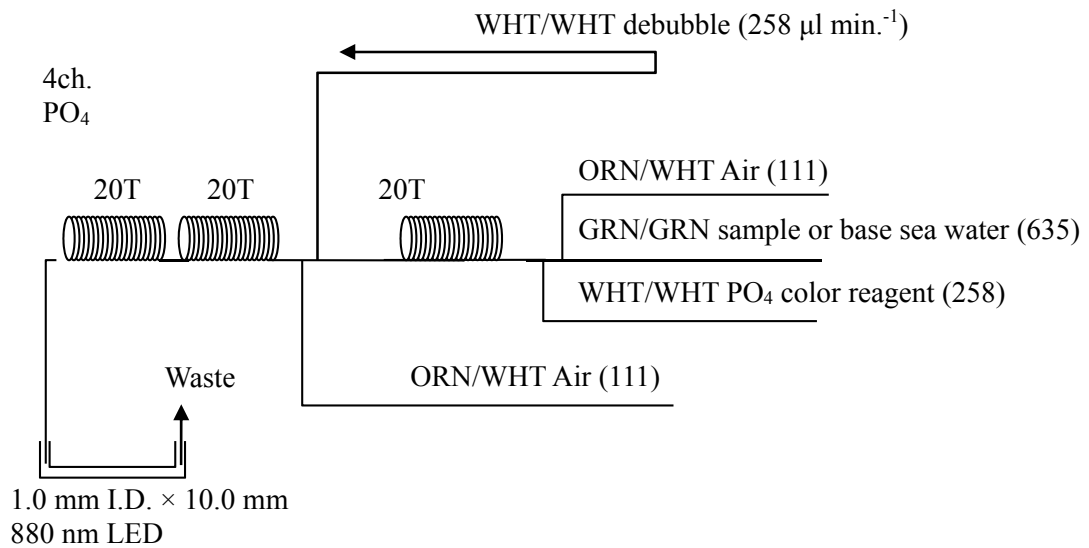 WHT/WHT debubble (258 μl min.⁻¹)
4ch.
PO₄
ORN/WHT Air (111)
20T 20T 20T
GRN/GRN sample or base sea water (635)
WHT/WHT PO₄ color reagent (258)
Waste
ORN/WHT Air (111)
1.0 mm I.D. × 10.0 mm
880 nm LED